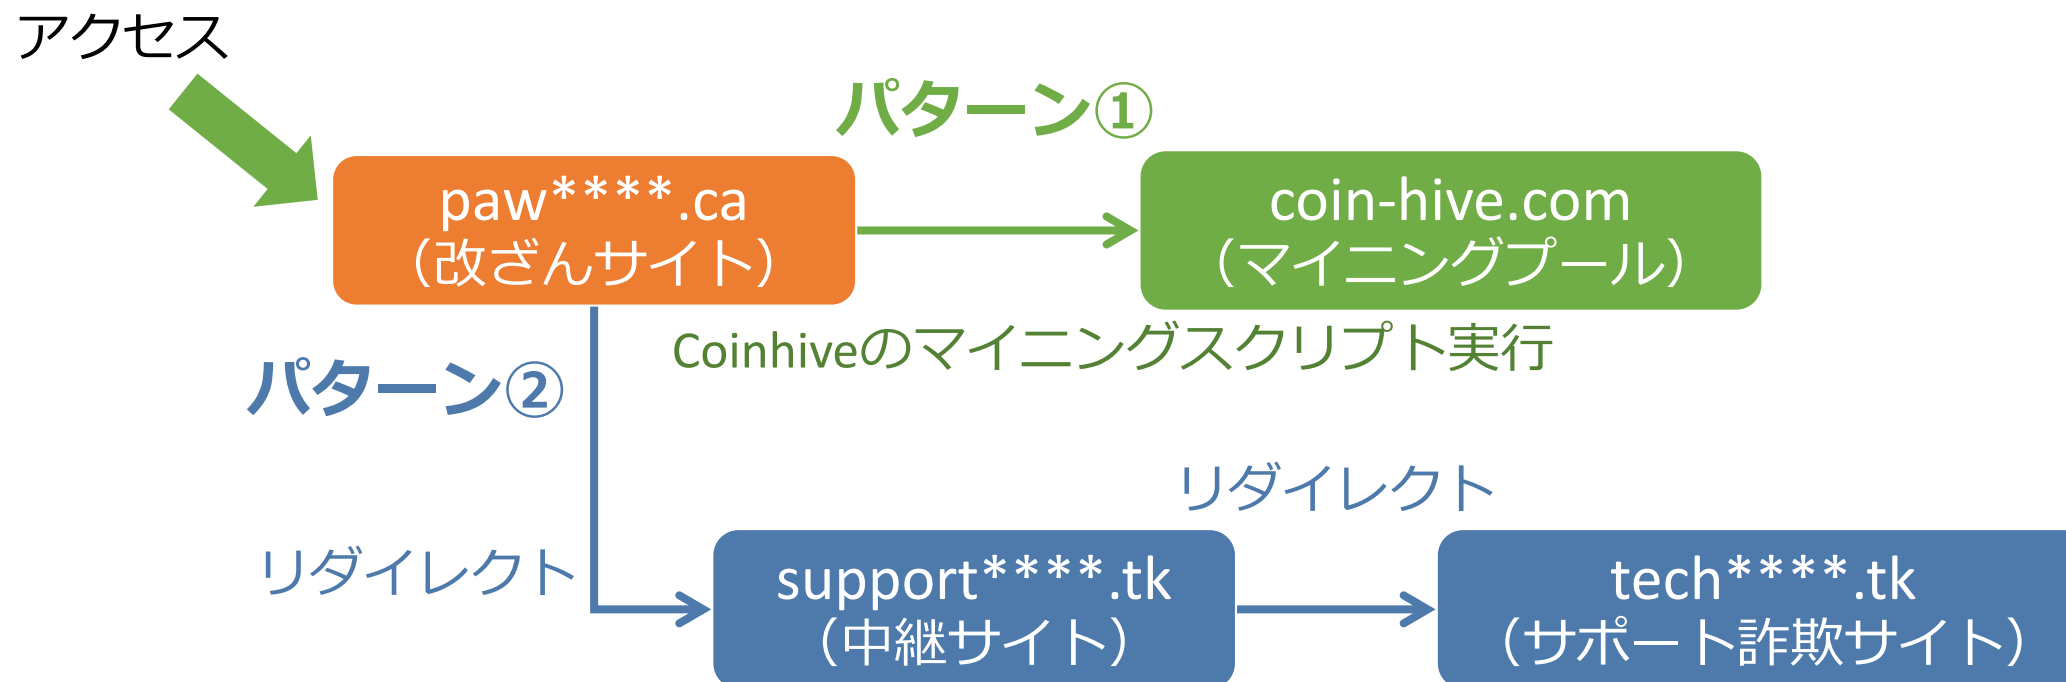 アクセス
パターン①
paw****.ca
（改ざんサイト）
coin-hive.com
（マイニングプール）
Coinhiveのマイニングスクリプト実行
パターン②
リダイレクト
リダイレクト
support****.tk
（中継サイト）
tech****.tk
（サポート詐欺サイト）